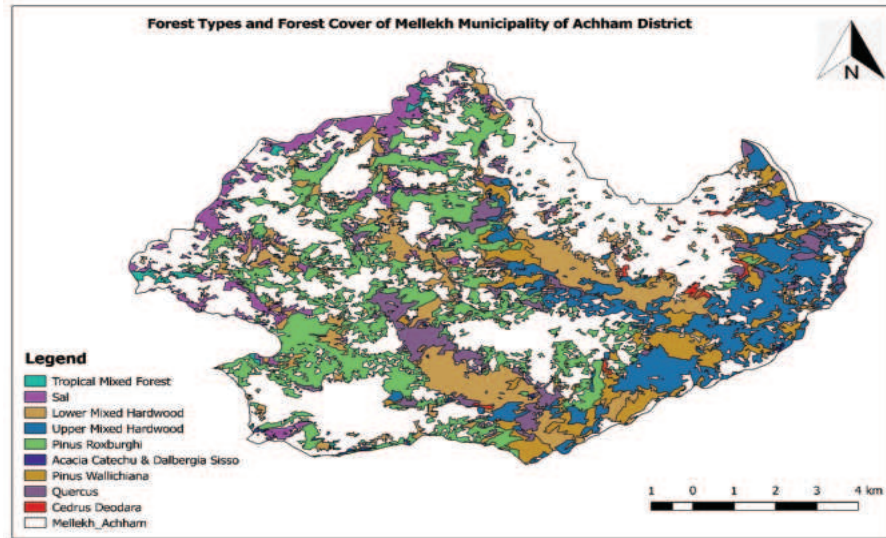 Forest Types and Forest Cover of Mellekh Municipality of Achham District
N
Legend
Tropical Mixed Forest
Sal
Lower Mixed Hardwood
Upper Mixed Hardwood
Pinus Roxburghi
Acacia Catechu & Dalbergia Sisso
Pinus Wallichiana
Quercus
Cedrus Deodara
Mellekh_Achham
1 0 1 2 3 4 km